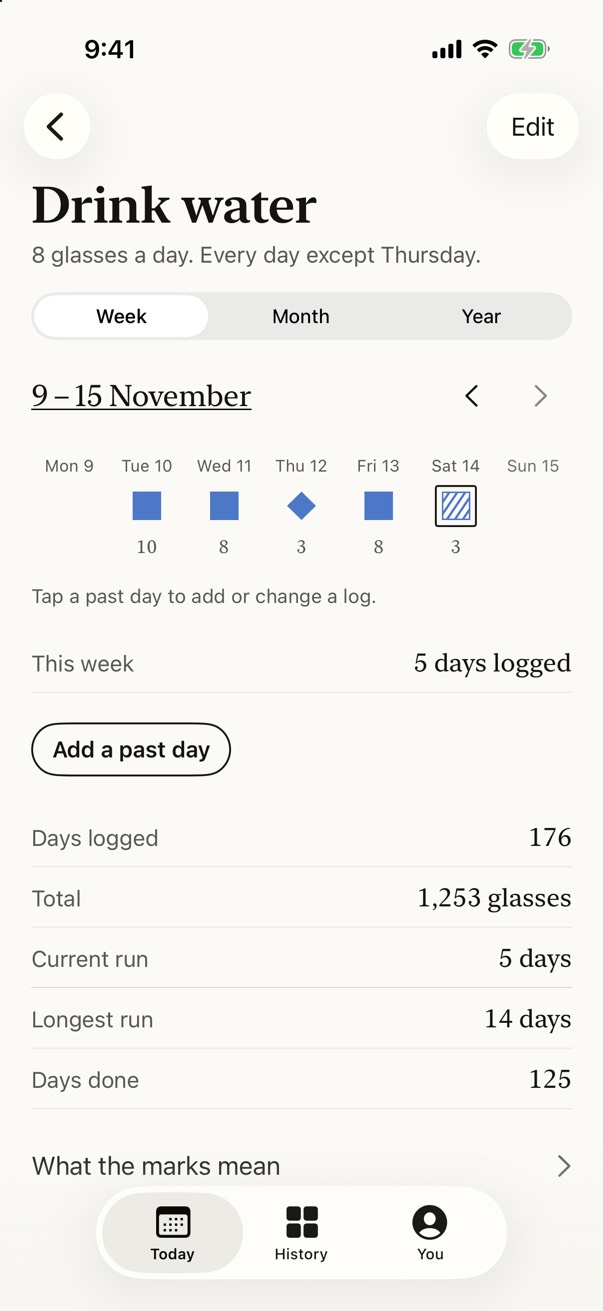 9:41
Edit
Drink water
8 glasses a day. Every day except Thursday.
Week Month Year
9 – 15 November
Mon 9 Tue 10 Wed 11 Thu 12 Fri 13 Sat 14 Sun 15
10 8 3 8 3
Tap a past day to add or change a log.
This week 5 days logged
Add a past day
Days logged 176
Total 1,253 glasses
Current run 5 days
Longest run 14 days
Days done 125
What the marks mean
Today History You